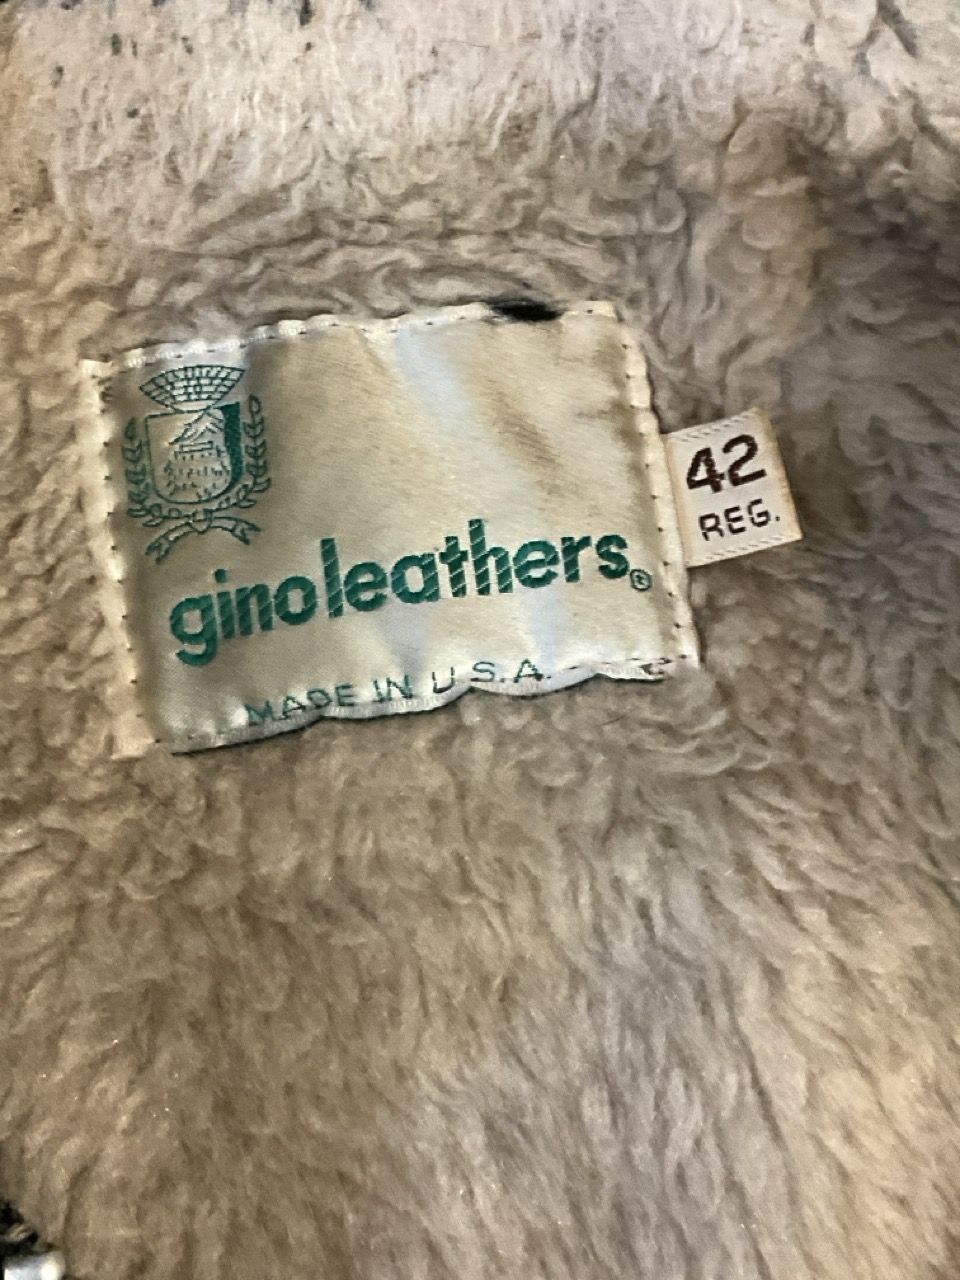 ginoleathers®
MADE IN U.S.A.
42
REG.